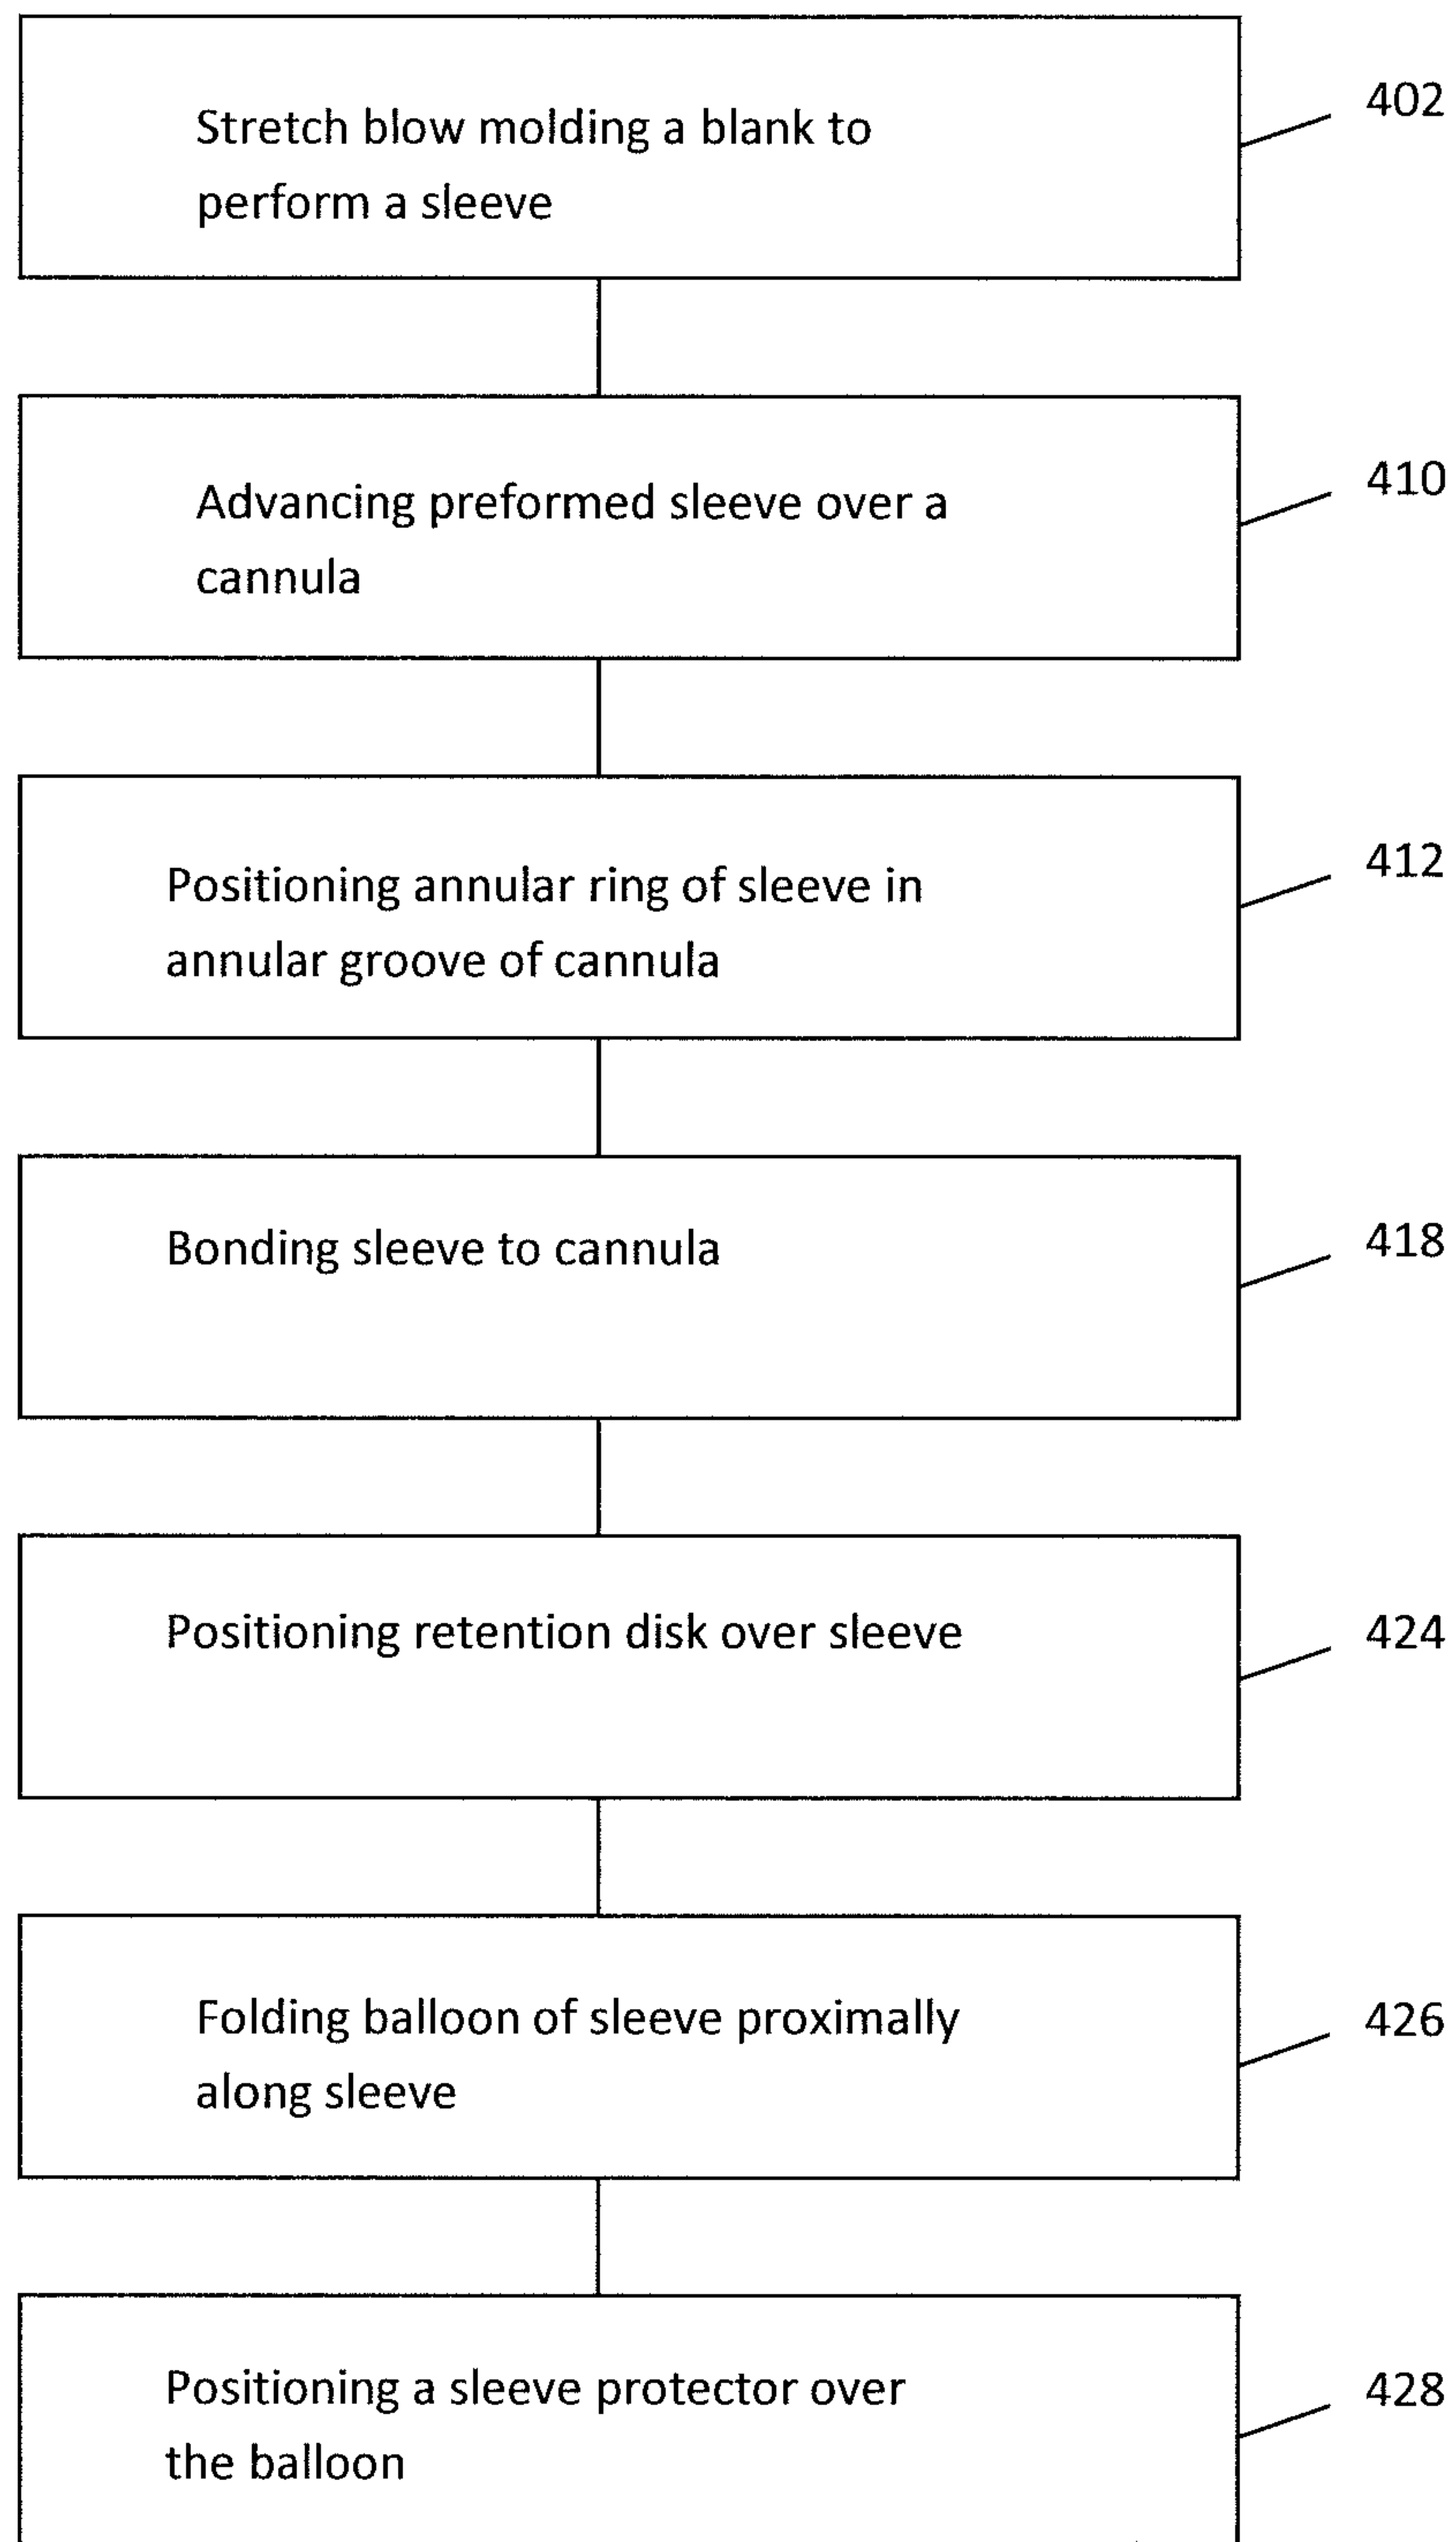 Stretch blow molding a blank to
perform a sleeve
402
Advancing preformed sleeve over a
cannula
410
Positioning annular ring of sleeve in
annular groove of cannula
412
Bonding sleeve to cannula
418
Positioning retention disk over sleeve
424
Folding balloon of sleeve proximally
along sleeve
426
Positioning a sleeve protector over
the balloon
428